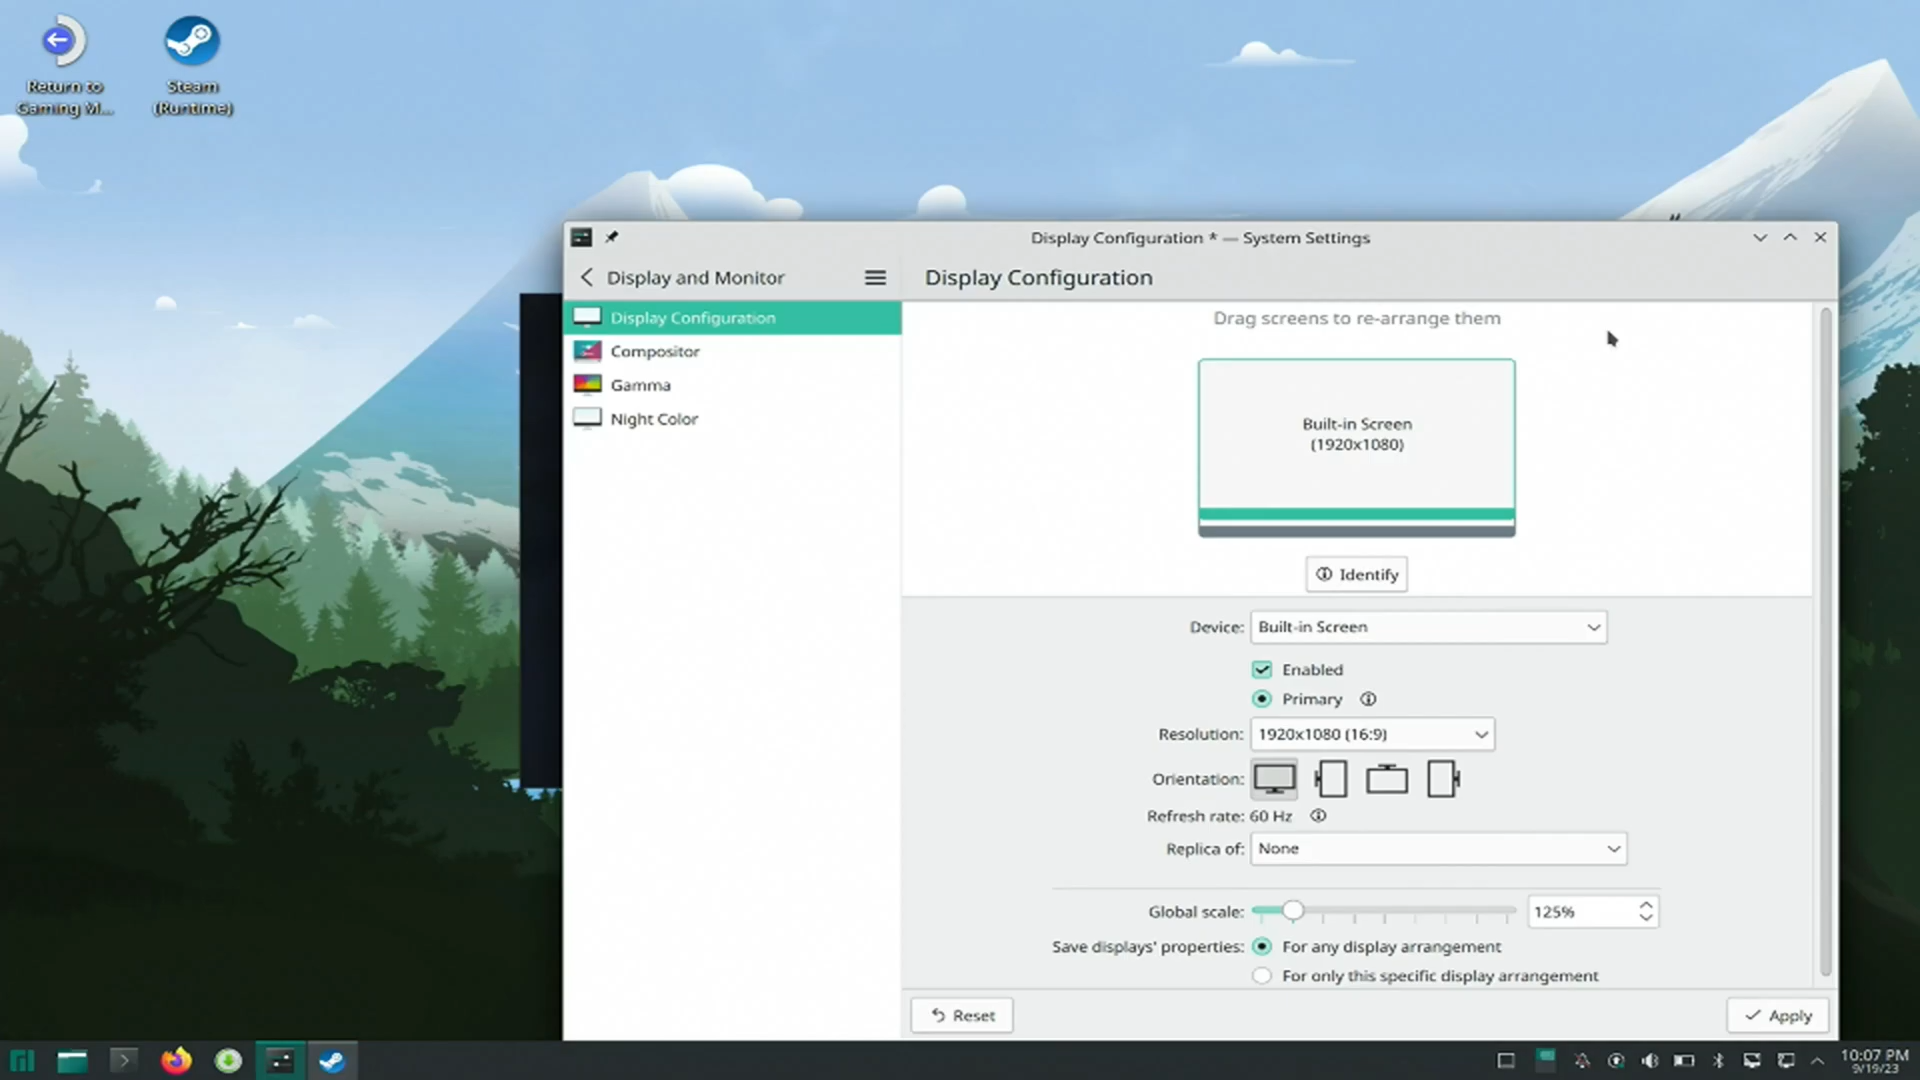 Return to
Gaming M...
Steam
(Runtime)
Display Configuration * — System Settings
Display and Monitor
Display Configuration
Display Configuration
Compositor
Gamma
Night Color
Drag screens to re-arrange them
Built-in Screen
(1920x1080)
Identify
Device: Built-in Screen
Enabled
Primary
Resolution: 1920x1080 (16:9)
Orientation:
Refresh rate: 60 Hz
Replica of: None
Global scale: 125%
Save displays' properties: For any display arrangement
For only this specific display arrangement
Reset
Apply
10:07 PM
9/19/23